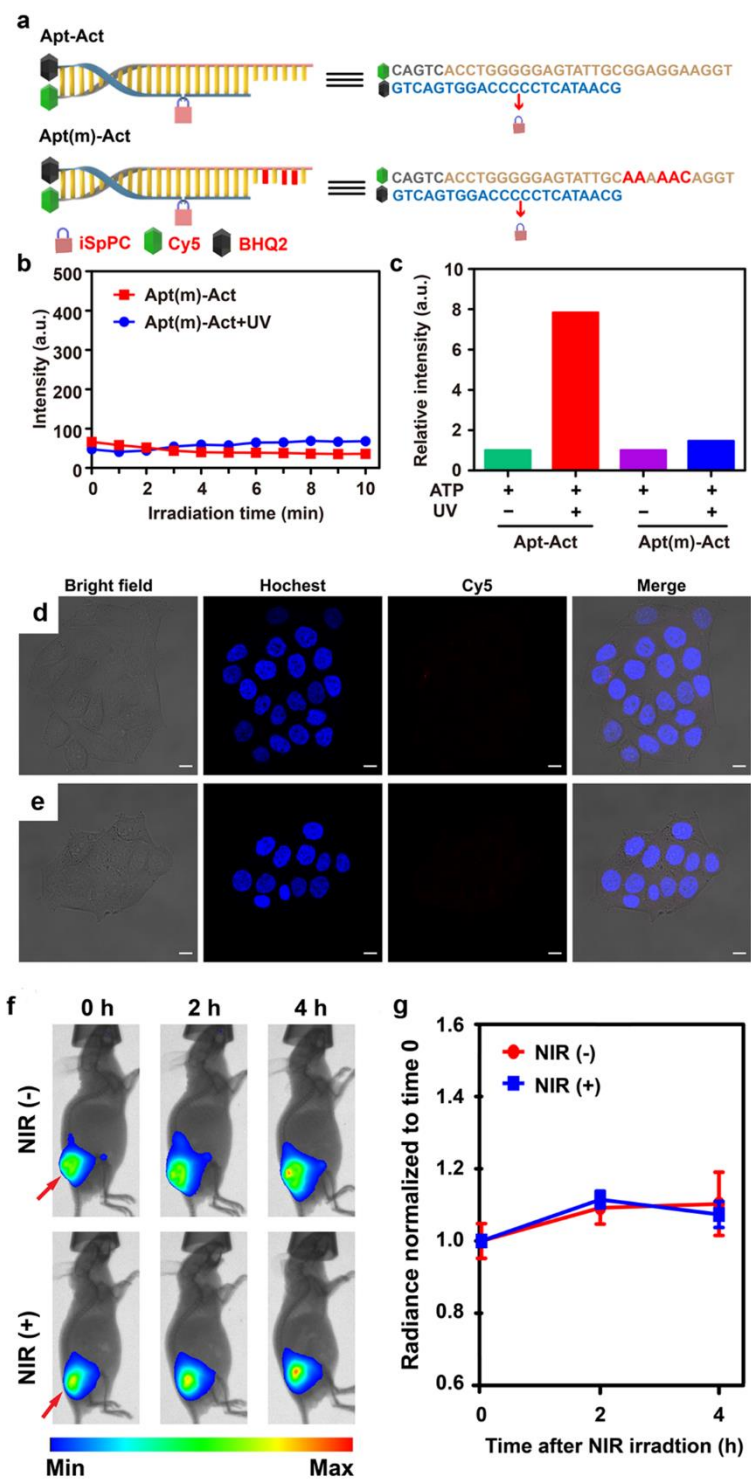 a
Apt-Act
CAGTCACCTGGGGGAGTATTGCGGAGGAAGGT
GTCAGTGGACCCCCTCATAACG
Apt(m)-Act
CAGTCACCTGGGGGAGTATTGCAAAAACAGGT
GTCAGTGGACCCCCTCATAACG
iSpPC Cy5 BHQ2
b
500
400
300
200
100
0
Intensity (a.u.)
Apt(m)-Act
Apt(m)-Act+UV
0 2 4 6 8 10
Irradiation time (min)
c
10
8
6
4
2
0
Relative intensity (a.u.)
ATP + + + +
UV − + − +
Apt-Act Apt(m)-Act
Bright field Hochest Cy5 Merge
d
e
f
0 h 2 h 4 h
NIR (-)
NIR (+)
Min Max
g
1.6
1.4
1.2
1.0
0.8
0.6
Radiance normalized to time 0
NIR (-)
NIR (+)
0 2 4
Time after NIR irradtion (h)